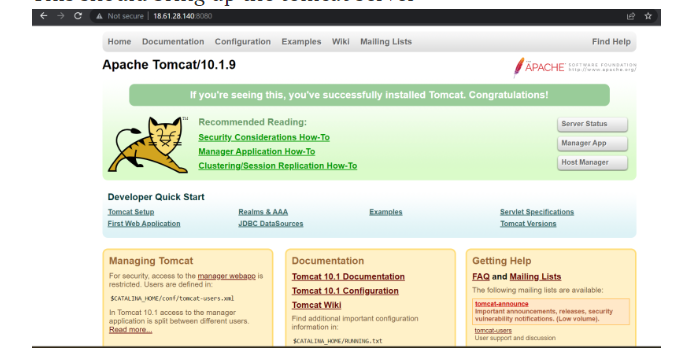 This should bring up the tomcat server
Not secure | 18.61.28.140:8080
Home Documentation Configuration Examples Wiki Mailing Lists Find Help
Apache Tomcat/10.1.9
APACHE SOFTWARE FOUNDATION
http://www.apache.org/
If you're seeing this, you've successfully installed Tomcat. Congratulations!
TM
Recommended Reading:
Security Considerations How-To
Manager Application How-To
Clustering/Session Replication How-To
Server Status
Manager App
Host Manager
Developer Quick Start
Tomcat Setup
First Web Application
Realms & AAA
JDBC DataSources
Examples
Servlet Specifications
Tomcat Versions
Managing Tomcat
For security, access to the manager webapp is
restricted. Users are defined in:
$CATALINA_HOME/conf/tomcat-users.xml
In Tomcat 10.1 access to the manager
application is split between different users.
Read more...
Documentation
Tomcat 10.1 Documentation
Tomcat 10.1 Configuration
Tomcat Wiki
Find additional important configuration
information in:
$CATALINA_HOME/RUNNING.txt
Getting Help
FAQ and Mailing Lists
The following mailing lists are available:
tomcat-announce
Important announcements, releases, security
vulnerability notifications. (Low volume).
tomcat-users
User support and discussion